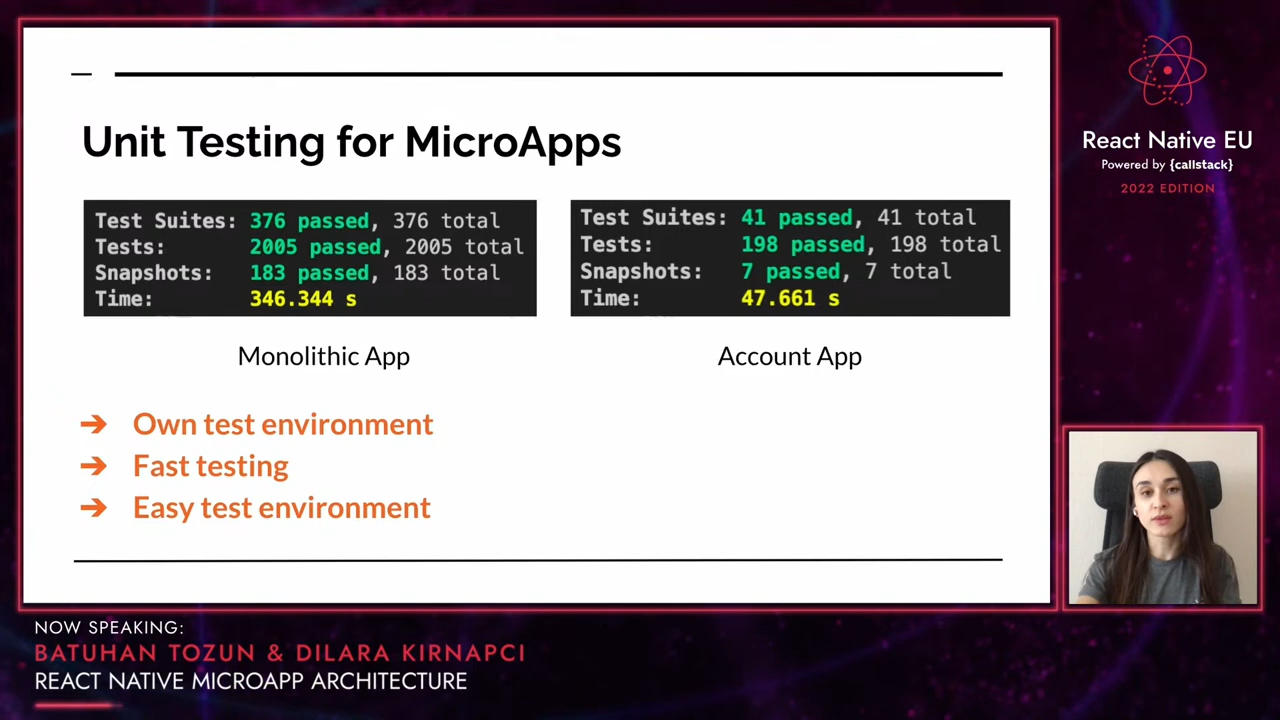 Unit Testing for MicroApps
Test Suites: 376 passed, 376 total
Tests: 2005 passed, 2005 total
Snapshots: 183 passed, 183 total
Time: 346.344 s
Monolithic App
Test Suites: 41 passed, 41 total
Tests: 198 passed, 198 total
Snapshots: 7 passed, 7 total
Time: 47.661 s
Account App
➔ Own test environment
➔ Fast testing
➔ Easy test environment
React Native EU
Powered by {callstack}
2022 EDITION
NOW SPEAKING:
BATUHAN TOZUN & DILARA KIRNAPCI
REACT NATIVE MICROAPP ARCHITECTURE